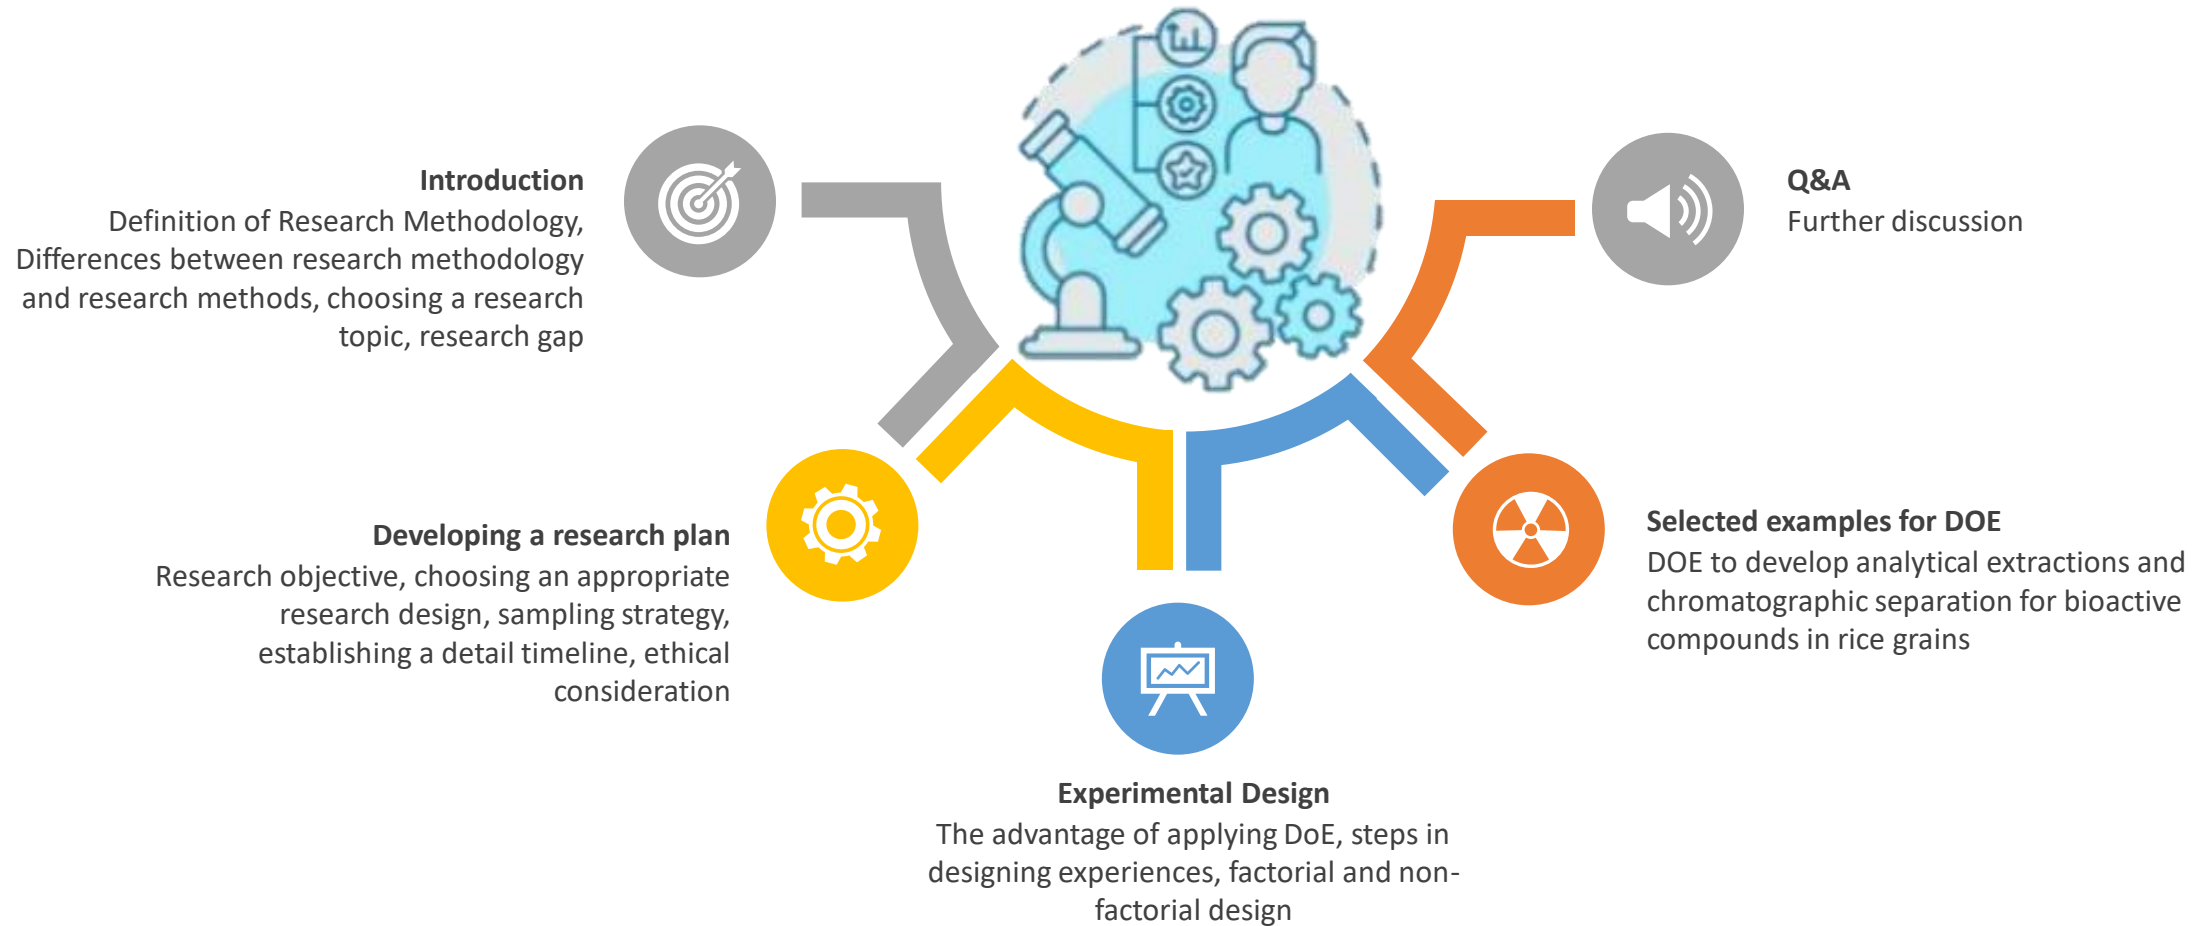 Introduction
Definition of Research Methodology,
Differences between research methodology
and research methods, choosing a research
topic, research gap
Developing a research plan
Research objective, choosing an appropriate
research design, sampling strategy,
establishing a detail timeline, ethical
consideration
Experimental Design
The advantage of applying DoE, steps in
designing experiences, factorial and non-
factorial design
Selected examples for DOE
DOE to develop analytical extractions and
chromatographic separation for bioactive
compounds in rice grains
Q&A
Further discussion